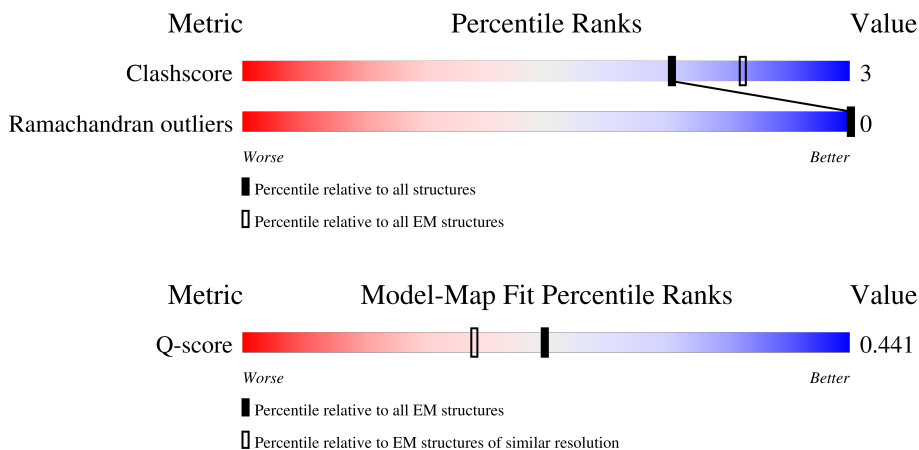 Metric Percentile Ranks Value
Clashscore 3
Ramachandran outliers 0
Worse Better
Percentile relative to all structures
Percentile relative to all EM structures
Metric Model-Map Fit Percentile Ranks Value
Q-score 0.441
Worse Better
Percentile relative to all EM structures
Percentile relative to EM structures of similar resolution